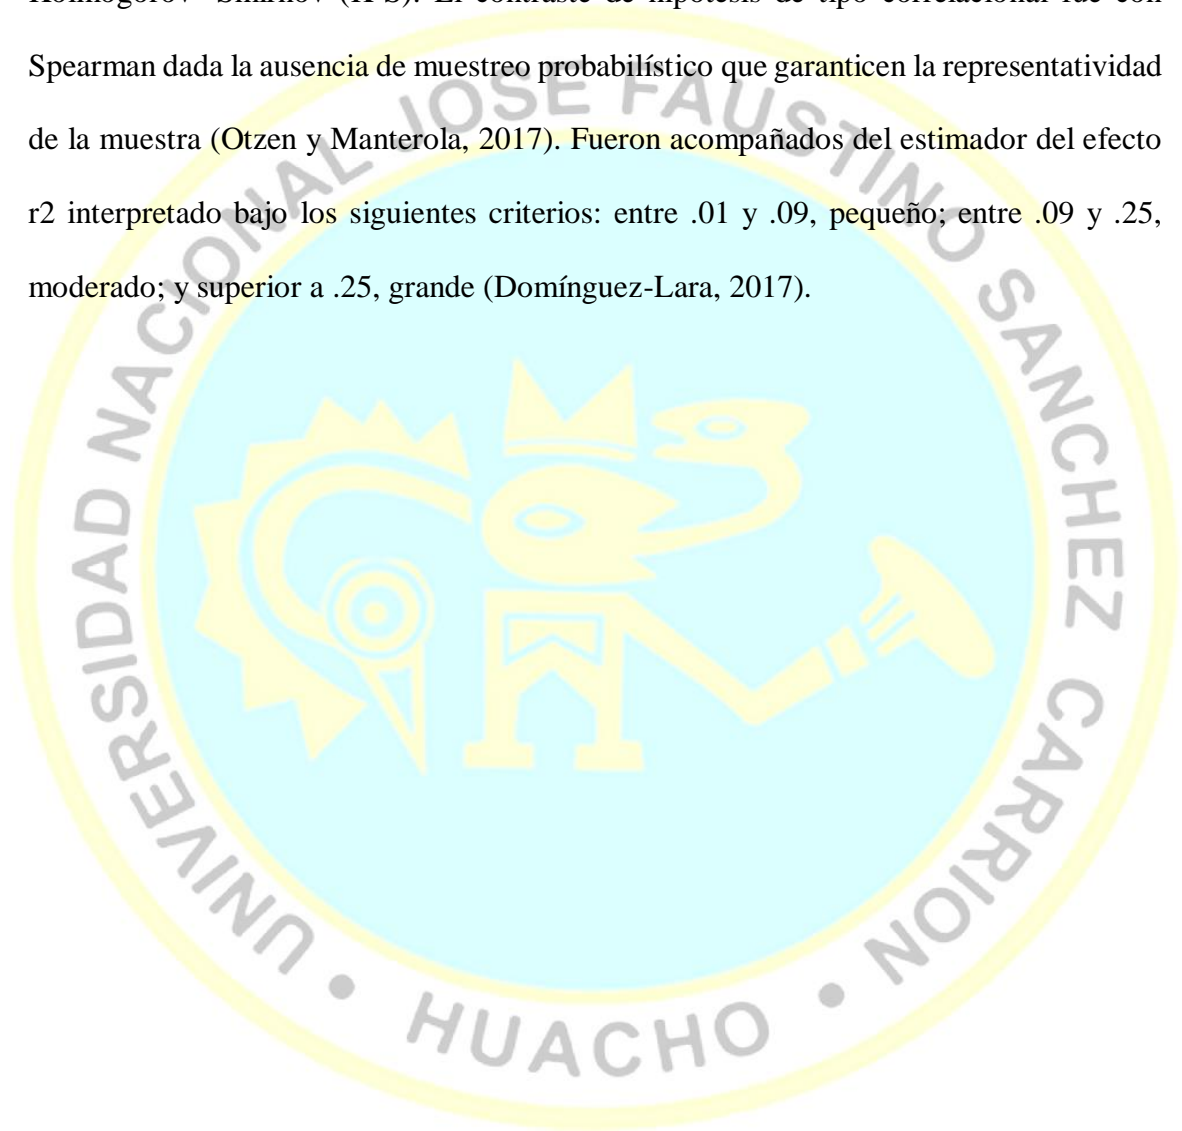 Kolmogorov- Smirnov (K-S). El contraste de hipótesis de tipo correlacional fue con
Spearman dada la ausencia de muestreo probabilístico que garanticen la representatividad
de la muestra (Otzen y Manterola, 2017). Fueron acompañados del estimador del efecto
r2 interpretado bajo los siguientes criterios: entre .01 y .09, pequeño; entre .09 y .25,
moderado; y superior a .25, grande (Domínguez-Lara, 2017).
UNIVERSIDAD NACIONAL JOSE FAUSTINO SANCHEZ CARRION
• HUACHO •